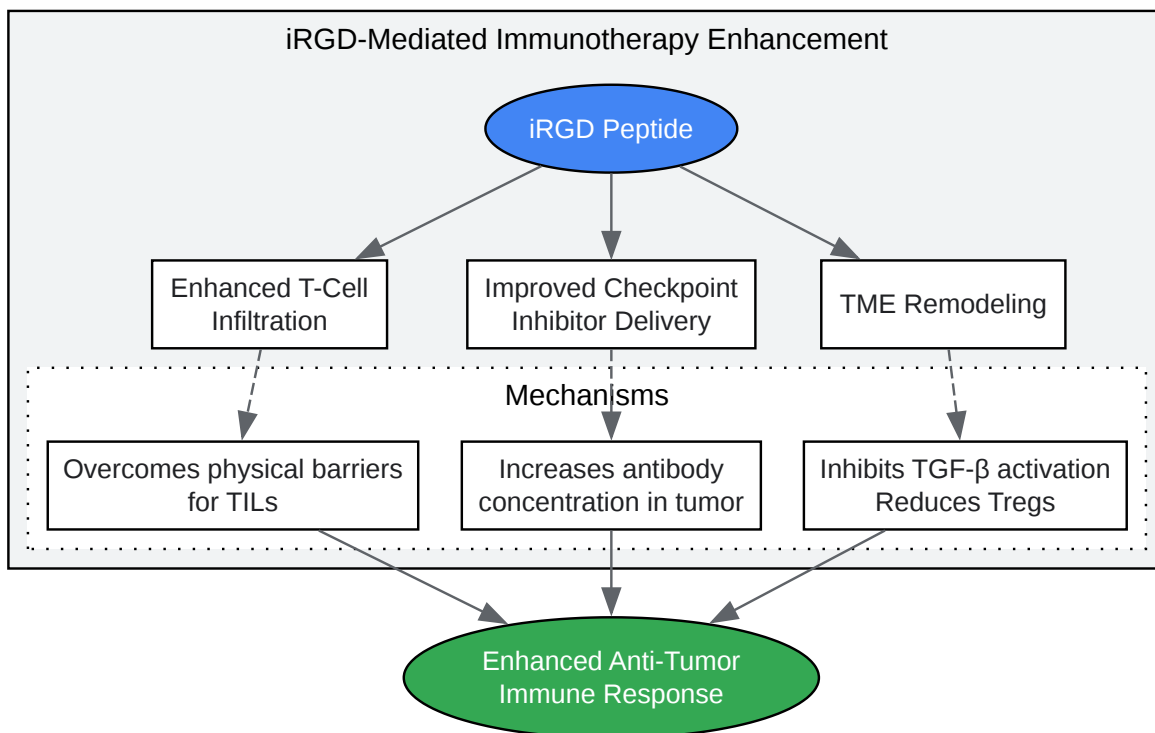 iRGD-Mediated Immunotherapy Enhancement
iRGD Peptide
Enhanced T-Cell
Infiltration
Improved Checkpoint
Inhibitor Delivery
TME Remodeling
Mechanisms
Overcomes physical barriers
for TILs
Increases antibody
concentration in tumor
Inhibits TGF-β activation
Reduces Tregs
Enhanced Anti-Tumor
Immune Response